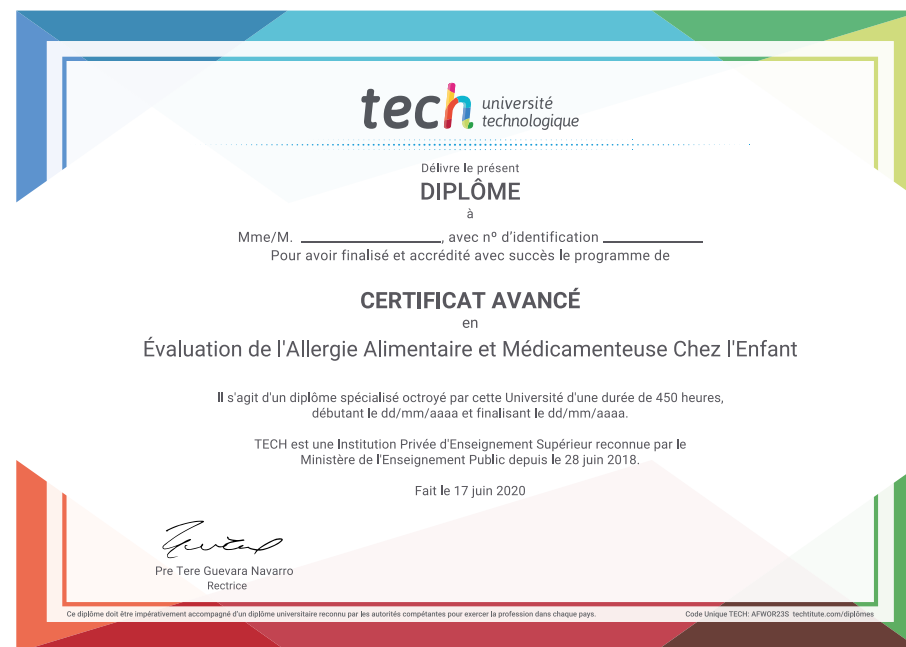 tech université
technologique
Délivre le présent
DIPLÔME
à
Mme/M. ____________________, avec nº d'identification ______________
Pour avoir finalisé et accrédité avec succès le programme de
CERTIFICAT AVANCÉ
en
Évaluation de l'Allergie Alimentaire et Médicamenteuse Chez l'Enfant
Il s'agit d'un diplôme spécialisé octroyé par cette Université d'une durée de 450 heures,
débutant le dd/mm/aaaa et finalisant le dd/mm/aaaa.
TECH est une Institution Privée d'Enseignement Supérieur reconnue par le
Ministère de l'Enseignement Public depuis le 28 juin 2018.
Fait le 17 juin 2020
Pre Tere Guevara Navarro
Rectrice
Ce diplôme doit être impérativement accompagné d'un diplôme universitaire reconnu par les autorités compétantes pour exercer la profession dans chaque pays.
Code Unique TECH: AFWOR23S techtitute.com/diplômes